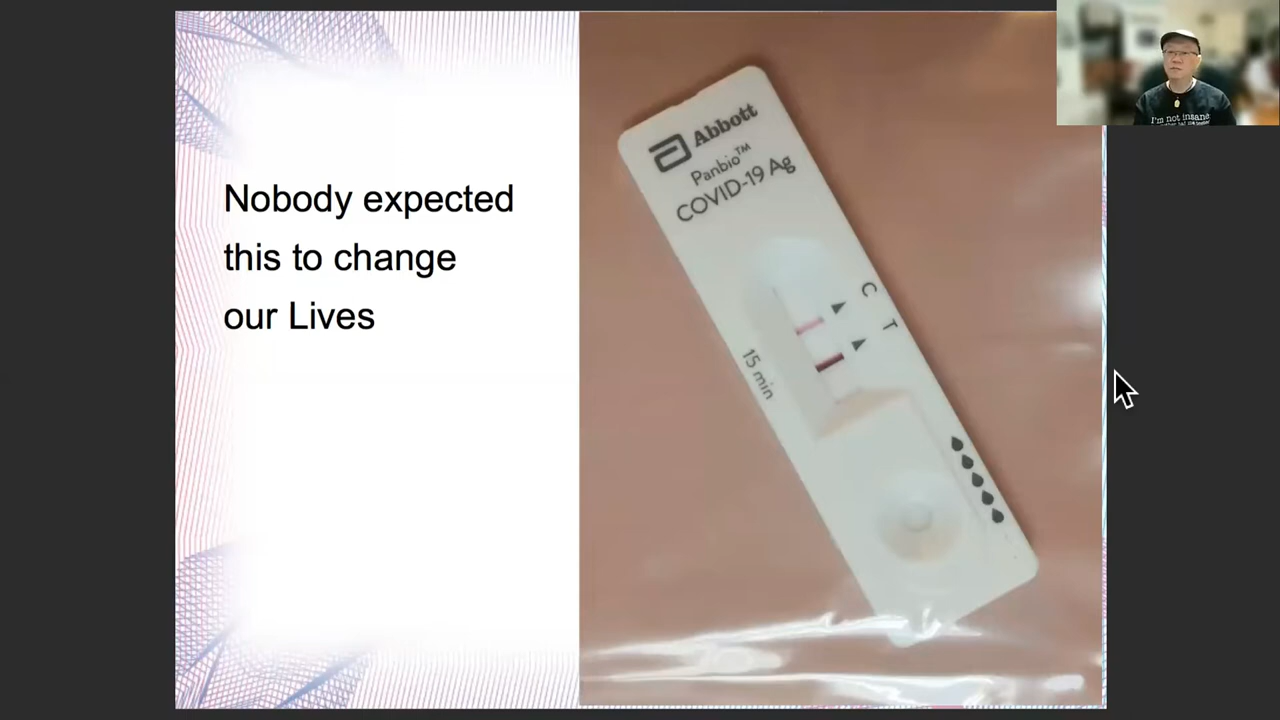 Nobody expected
this to change
our Lives
Abbott
Panbio™
COVID-19 Ag
C
T
15 min
I'm not insane